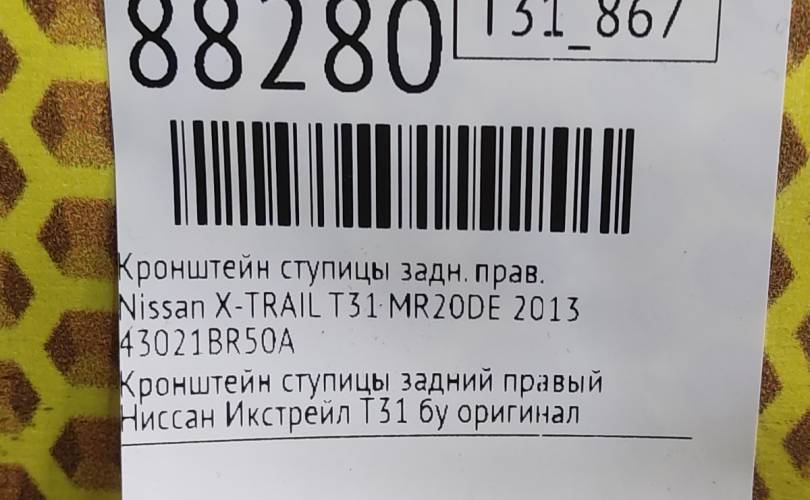 88280
T31_867
Кронштейн ступицы задн. прав.
Nissan X-TRAIL T31 MR20DE 2013
43021BR50A
Кронштейн ступицы задний правый
Ниссан Икстрейл Т31 бу оригинал